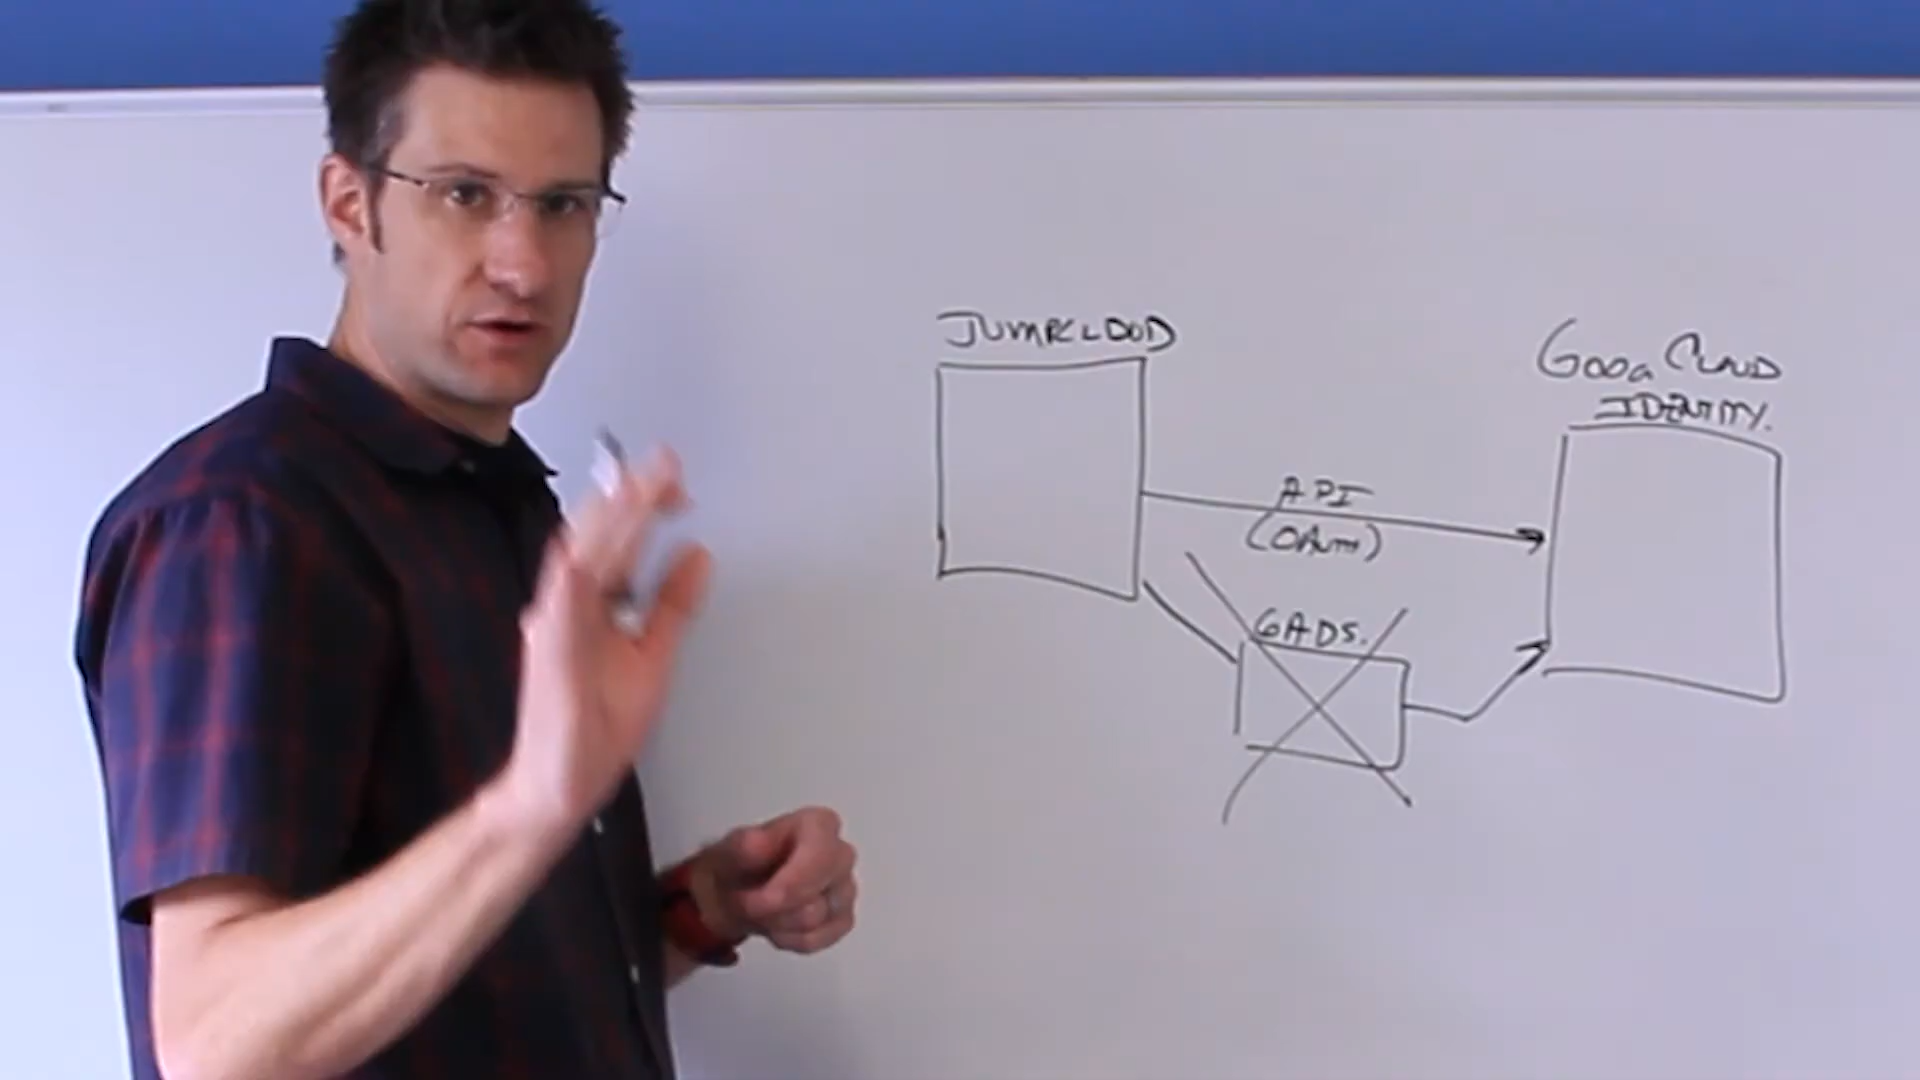 JUMPCLOUD
GOOG CLOUD
IDENTITY.
API
(OAUTH)
GADS.